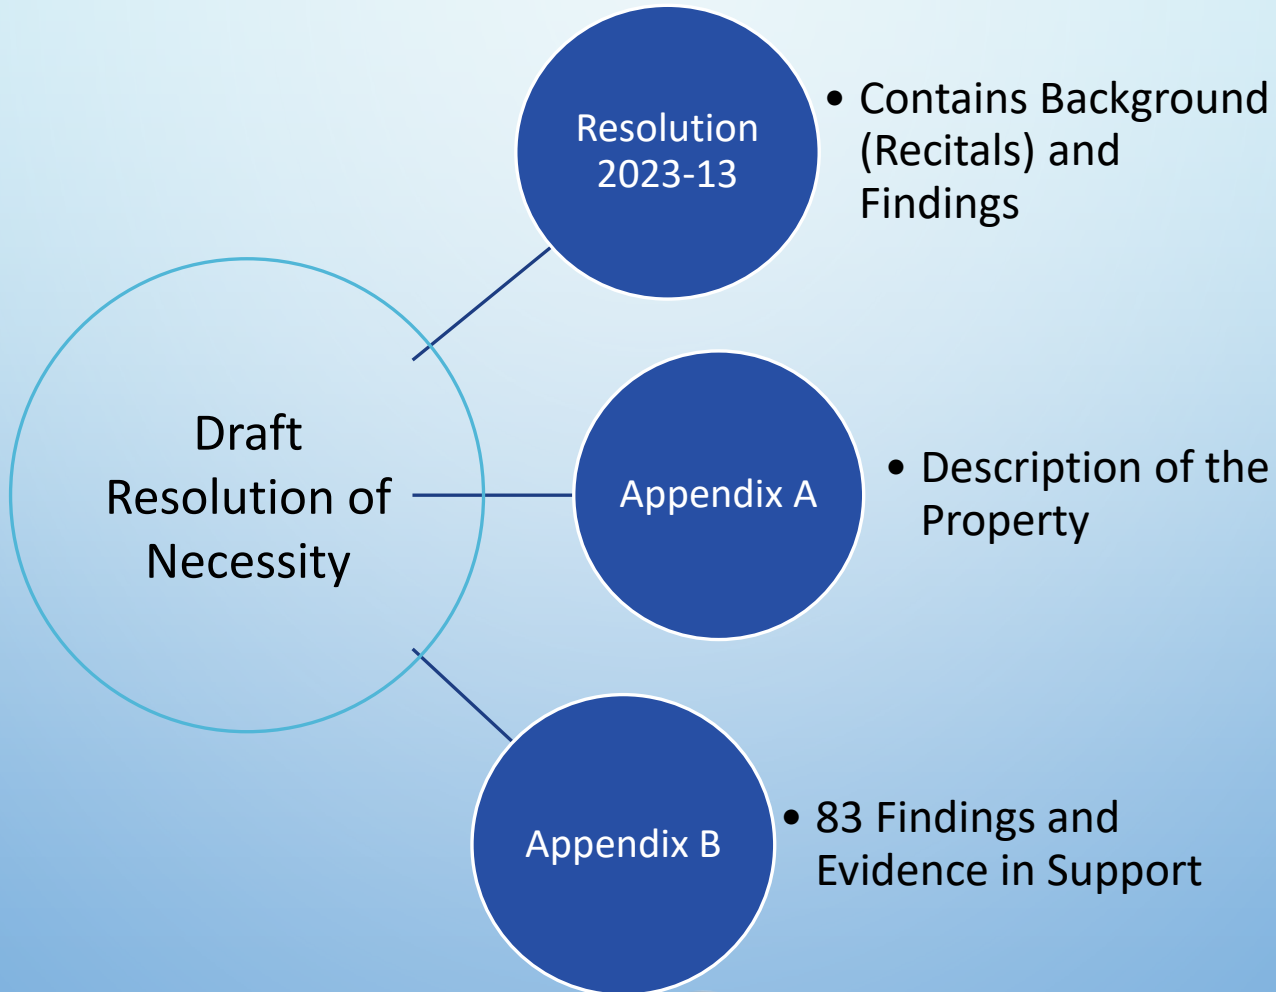 Resolution
2023-13
• Contains Background
(Recitals) and
Findings
Draft
Resolution of
Necessity
Appendix A
• Description of the
Property
Appendix B
• 83 Findings and
Evidence in Support